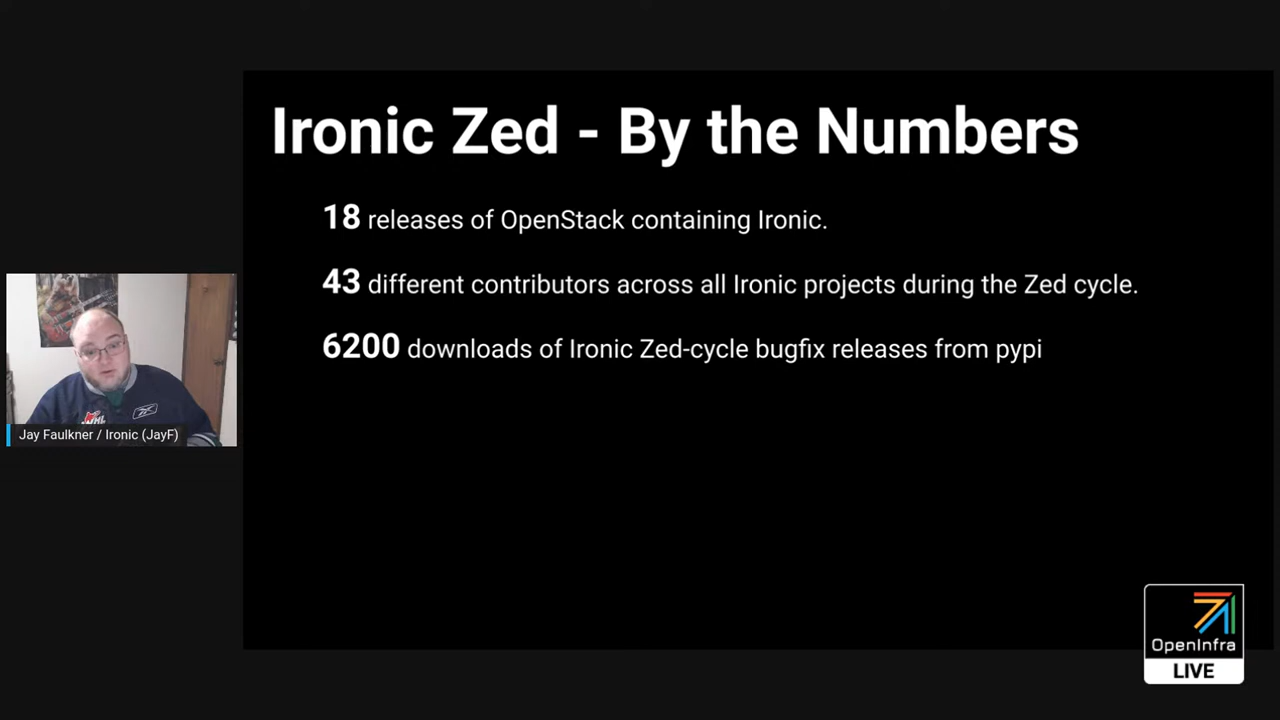 Ironic Zed - By the Numbers
18 releases of OpenStack containing Ironic.
43 different contributors across all Ironic projects during the Zed cycle.
6200 downloads of Ironic Zed-cycle bugfix releases from pypi
WHL
Jay Faulkner / Ironic (JayF)
OpenInfra
LIVE